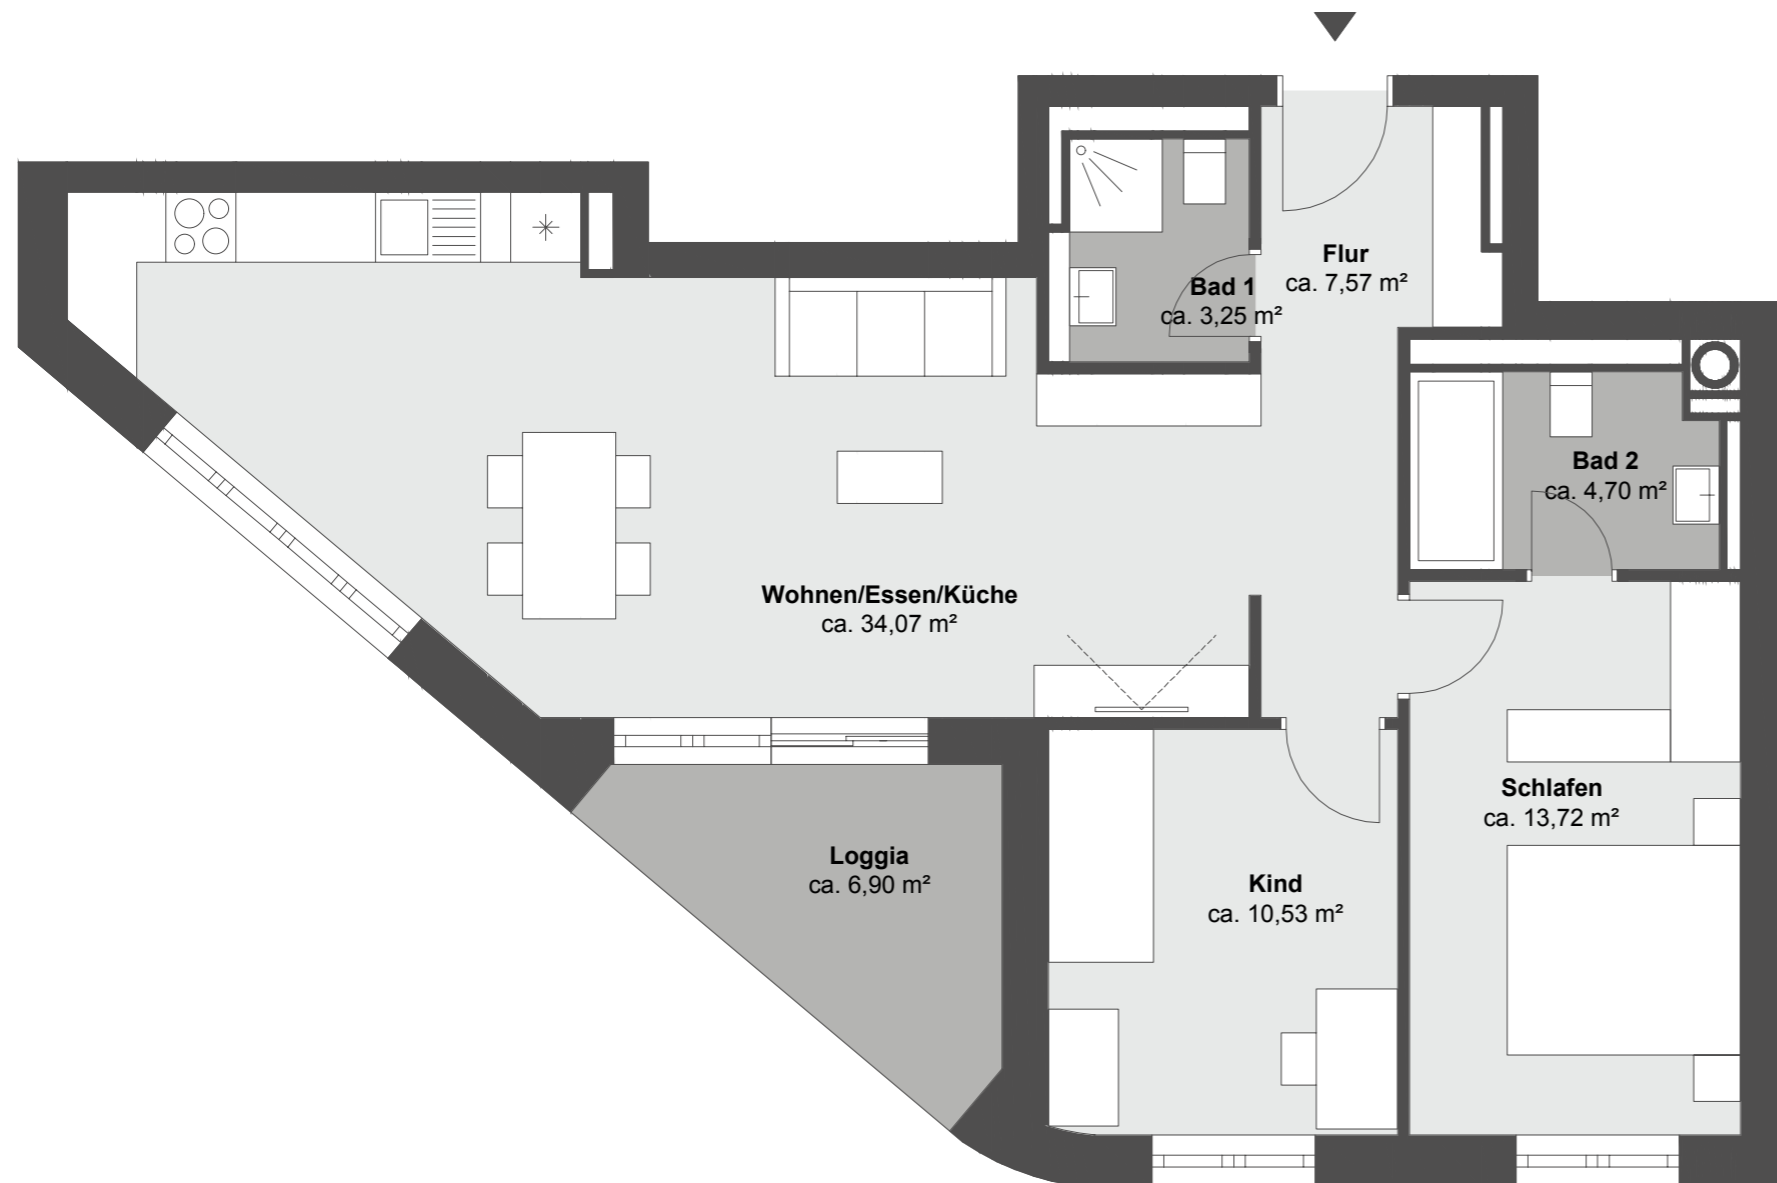 Flur
ca. 7,57 m²
Bad 1
ca. 3,25 m²
Bad 2
ca. 4,70 m²
Wohnen/Essen/Küche
ca. 34,07 m²
Schlafen
ca. 13,72 m²
Loggia
ca. 6,90 m²
Kind
ca. 10,53 m²